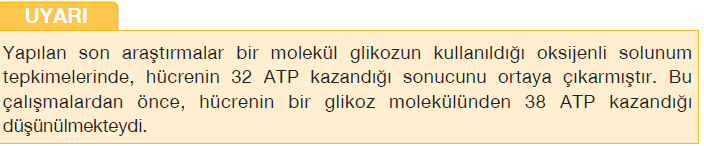 UYARI
Yapılan son araştırmalar bir molekül glikozun kullanıldığı oksijenli solunum
tepkimelerinde, hücrenin 32 ATP kazandığı sonucunu ortaya çıkarmıştır. Bu
çalışmalardan önce, hücrenin bir glikoz molekülünden 38 ATP kazandığı
düşünülmekteydi.